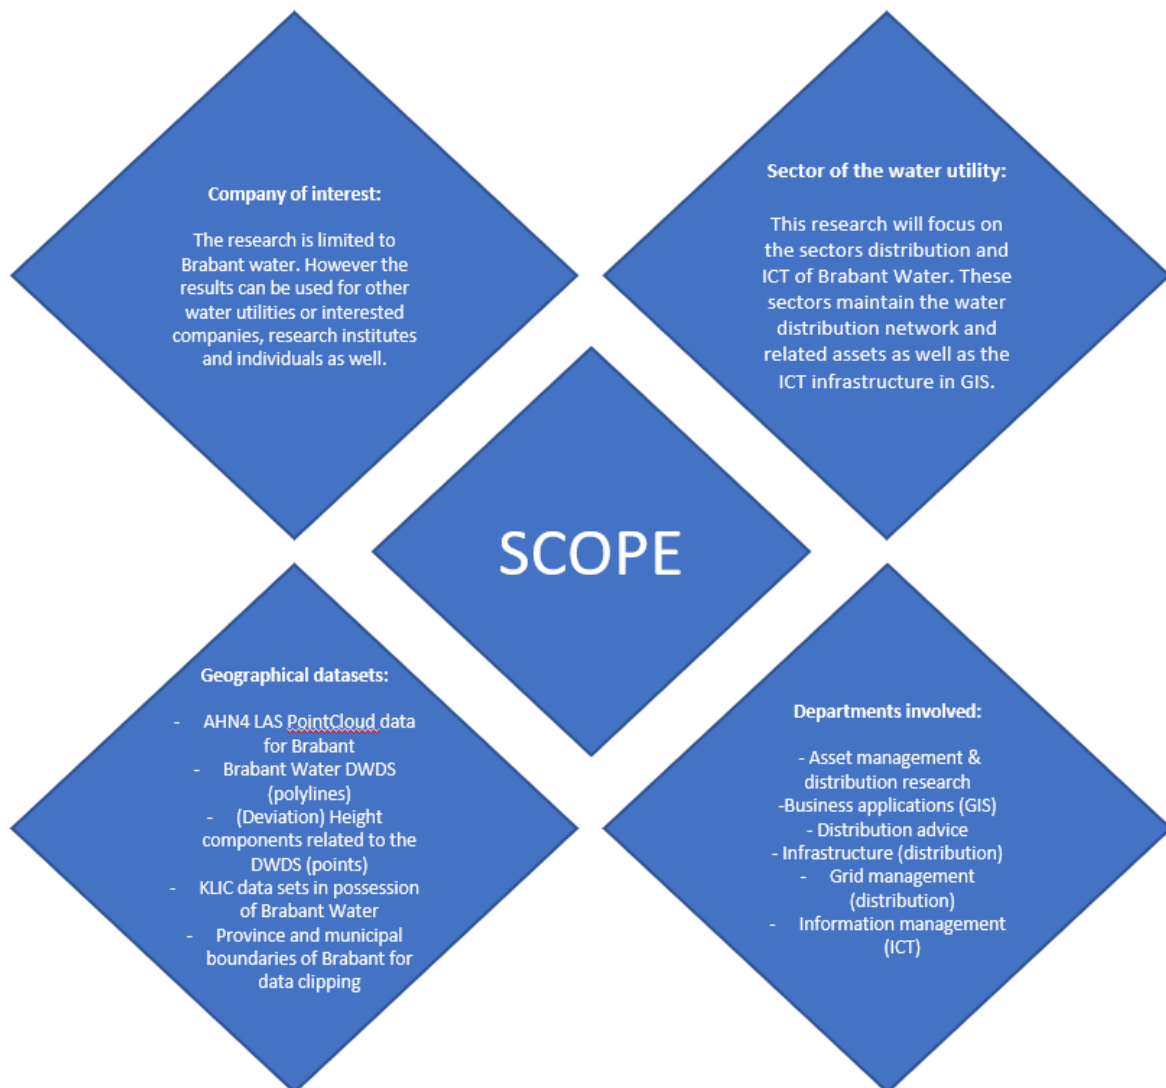 Company of interest:
The research is limited to
Brabant water. However the
results can be used for other
water utilities or interested
companies, research institutes
and individuals as well.
Sector of the water utility:
This research will focus on
the sectors distribution and
ICT of Brabant Water. These
sectors maintain the water
distribution network and
related assets as well as the
ICT infrastructure in GIS.
SCOPE
Geographical datasets:
- AHN4 LAS PointCloud data
for Brabant
- Brabant Water DWDS
(polylines)
- (Deviation) Height
components related to the
DWDS (points)
- KLIC data sets in possession
of Brabant Water
- Province and municipal
boundaries of Brabant for
data clipping
Departments involved:
- Asset management &
distribution research
-Business applications (GIS)
- Distribution advice
- Infrastructure (distribution)
- Grid management
(distribution)
- Information management
(ICT)